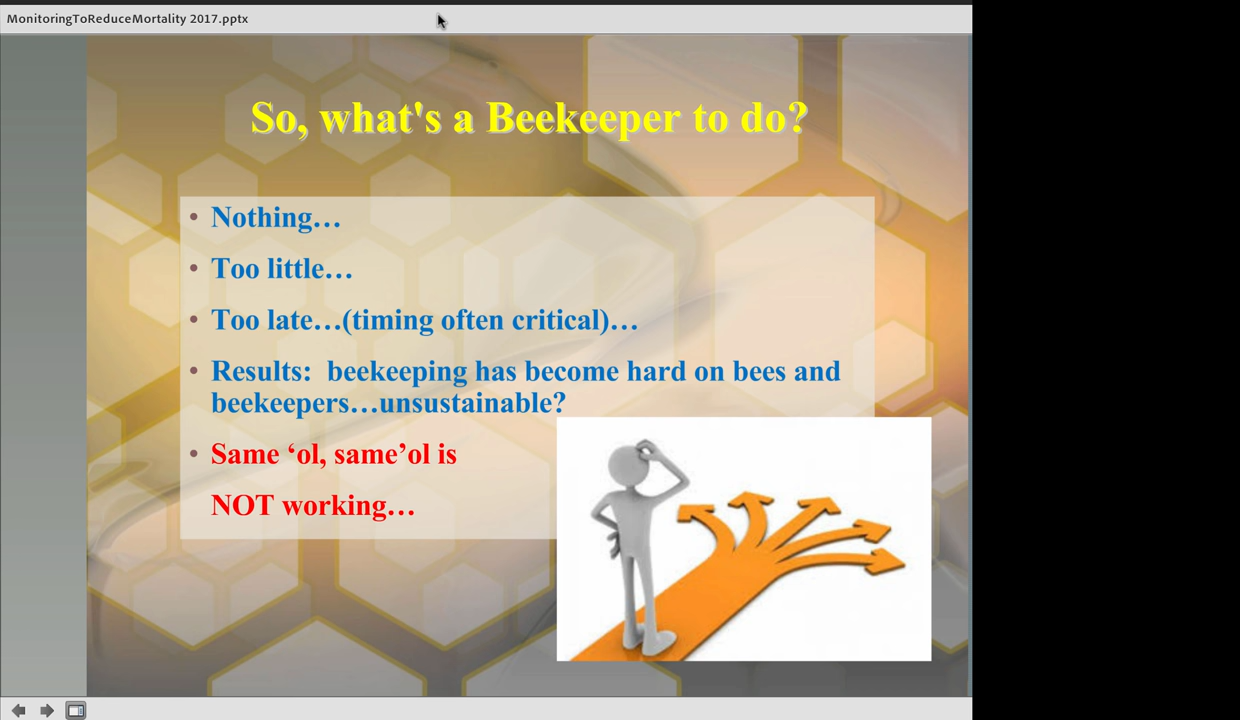 MonitoringToReduceMortality 2017.pptx
So, what's a Beekeeper to do?
• Nothing…
• Too little…
• Too late…(timing often critical)…
• Results:  beekeeping has become hard on bees and
beekeepers…unsustainable?
• Same ‘ol, same’ol is
NOT working…